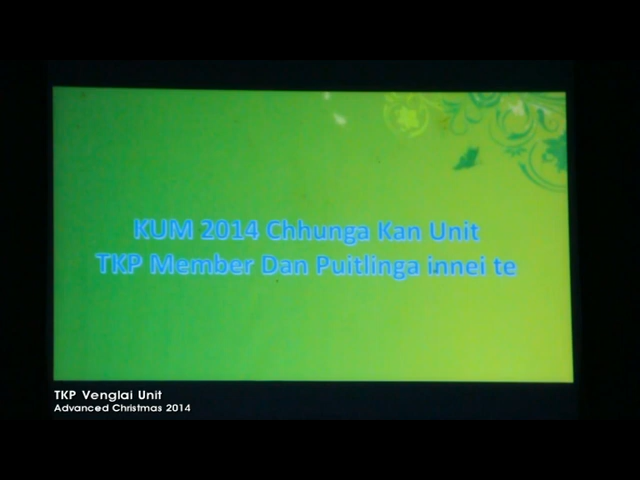 KUM 2014 Chhunga Kan Unit
TKP Member Dan Puitlinga innei te
TKP Venglai Unit
Advanced Christmas 2014